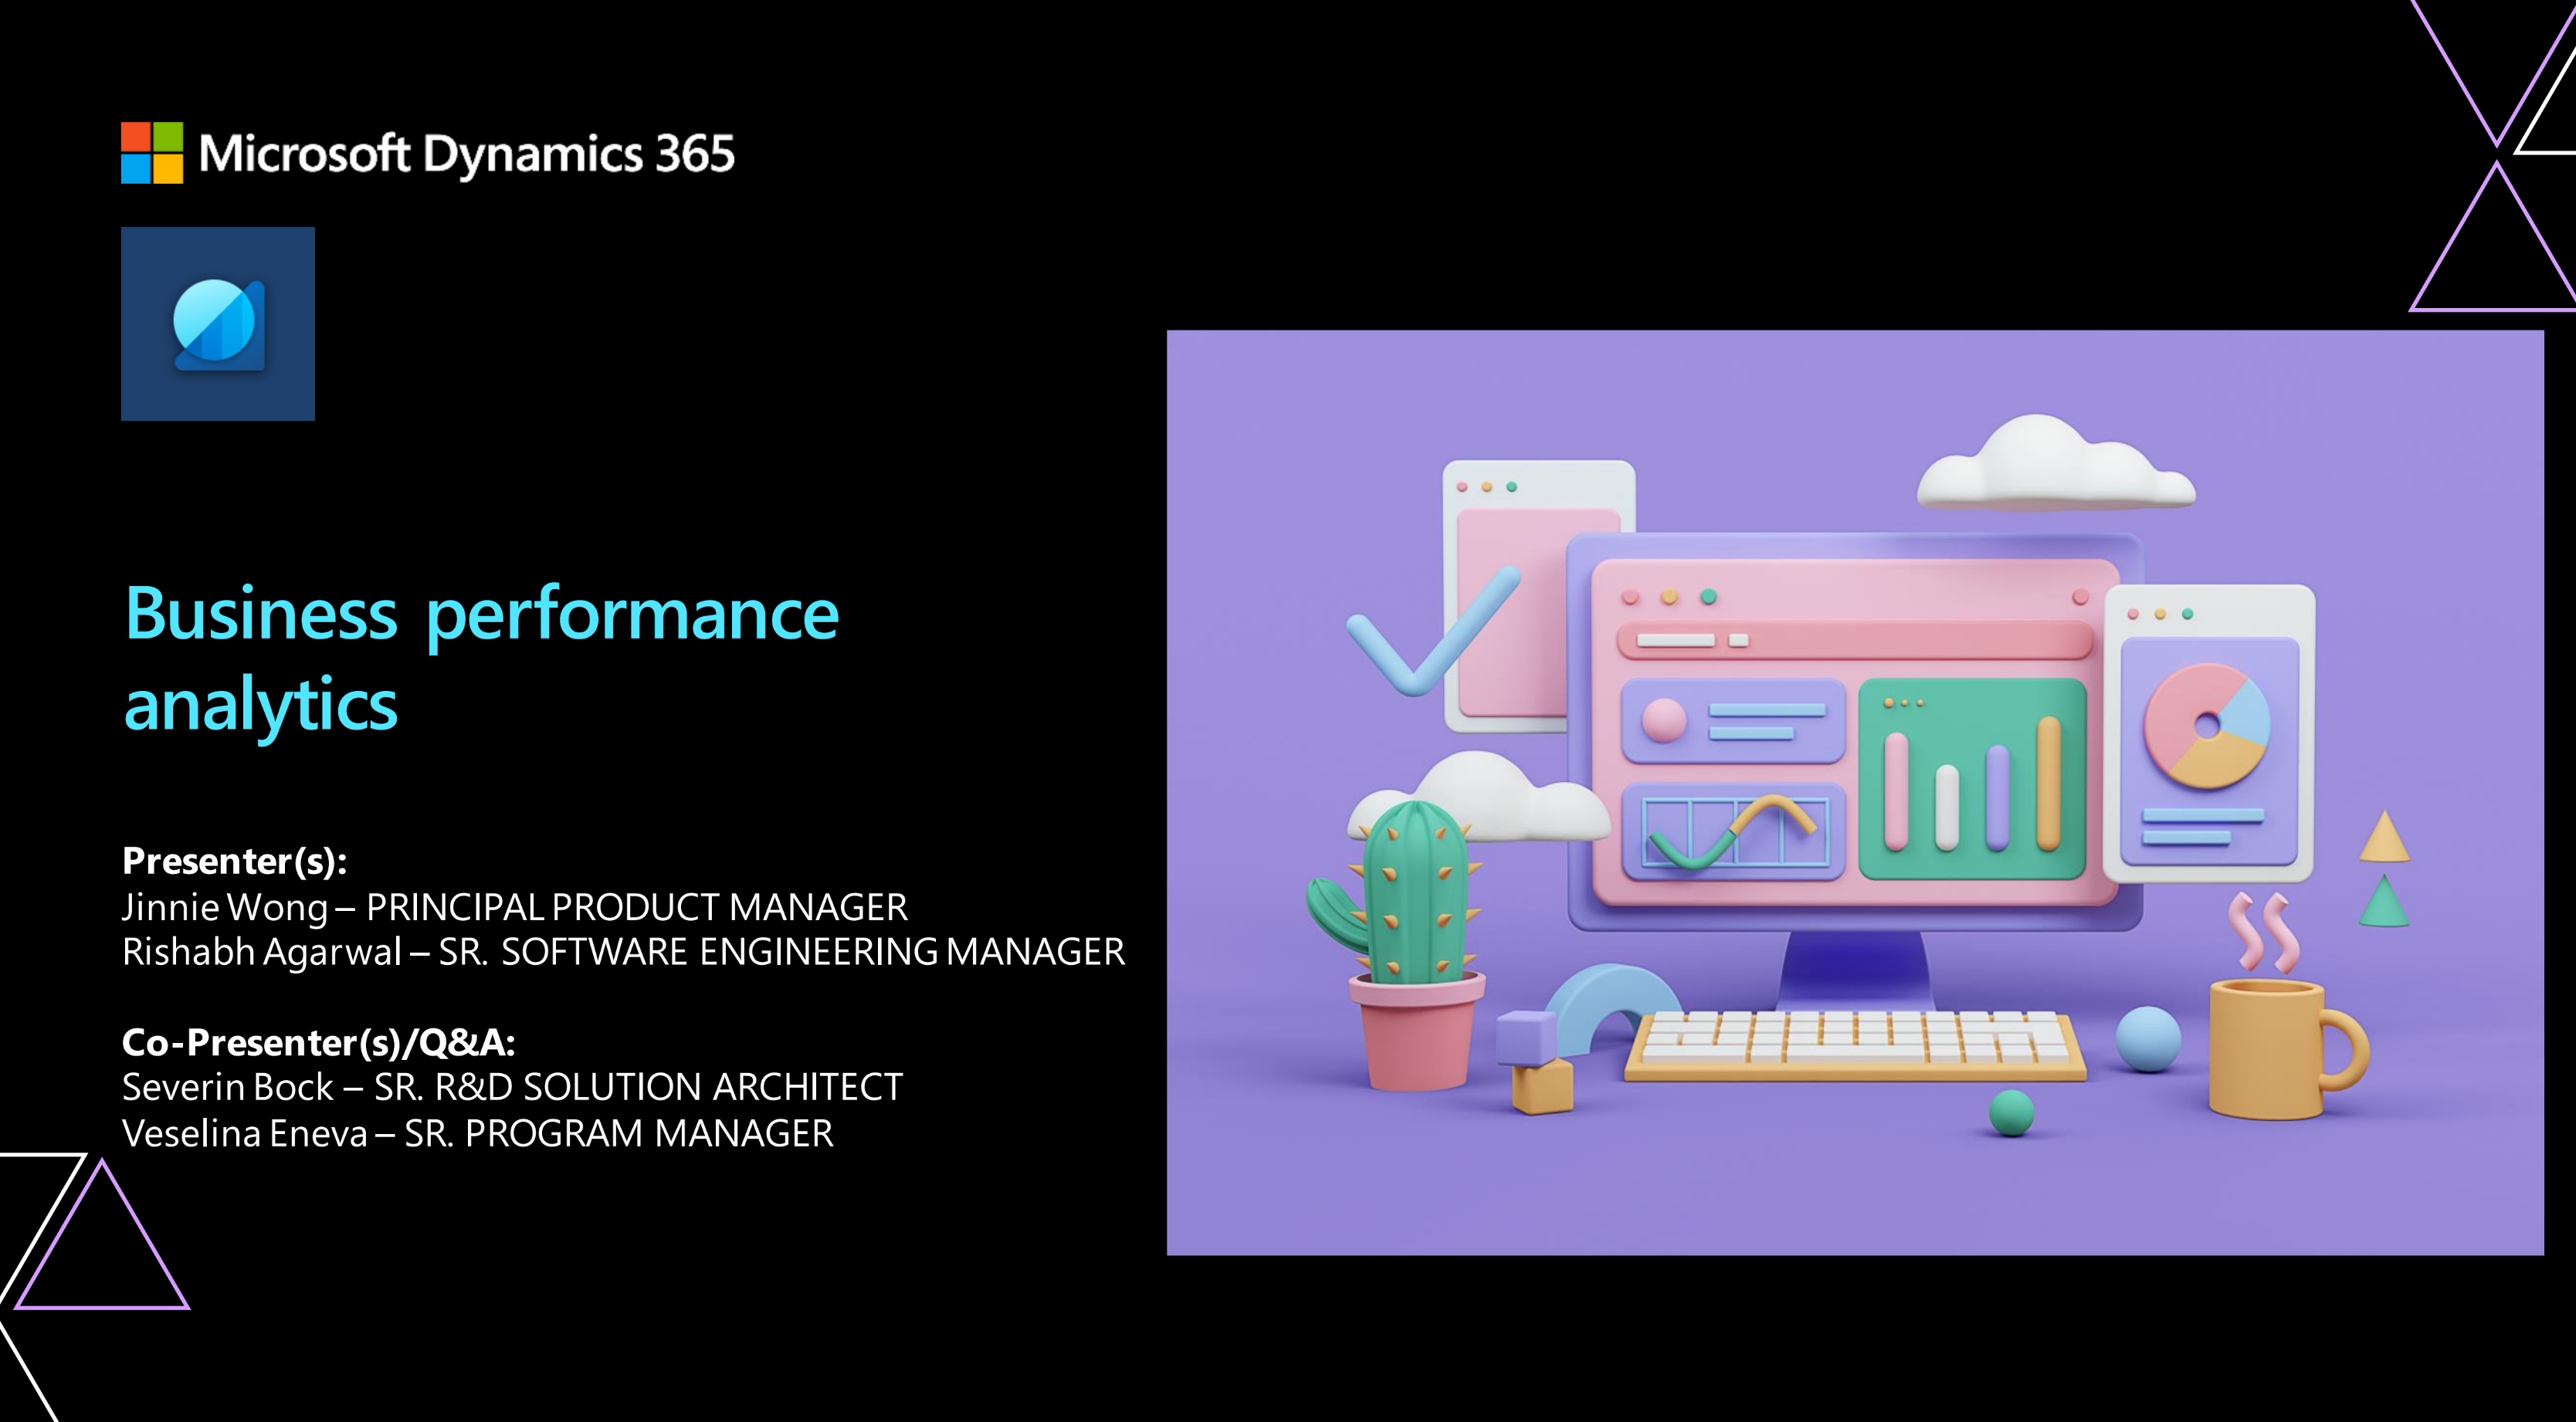 Microsoft Dynamics 365
Business performance
analytics
Presenter(s):
Jinnie Wong – PRINCIPAL PRODUCT MANAGER
Rishabh Agarwal – SR. SOFTWARE ENGINEERING MANAGER
Co-Presenter(s)/Q&A:
Severin Bock – SR. R&D SOLUTION ARCHITECT
Veselina Eneva – SR. PROGRAM MANAGER